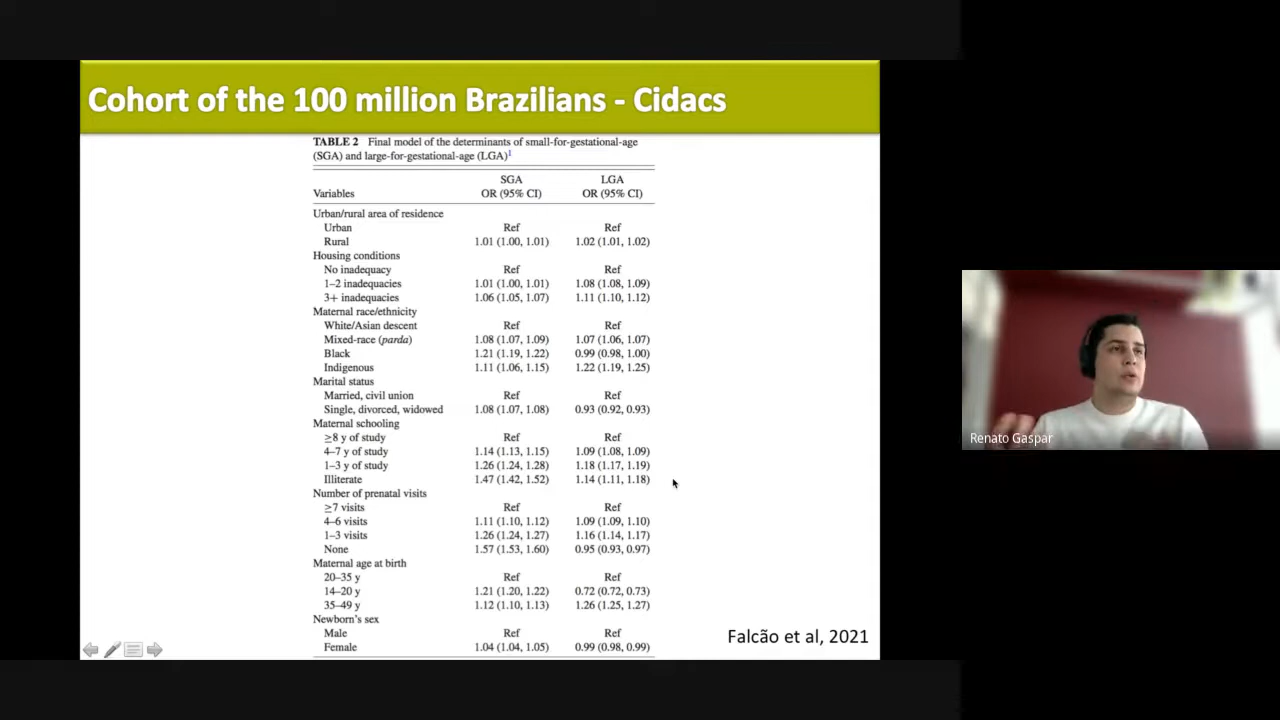 Cohort of the 100 million Brazilians - Cidacs
TABLE 2 Final model of the determinants of small-for-gestational-age
(SGA) and large-for-gestational-age (LGA)1
SGA LGA
Variables OR (95% CI) OR (95% CI)
Urban/rural area of residence
Urban Ref Ref
Rural 1.01 (1.00, 1.01) 1.02 (1.01, 1.02)
Housing conditions
No inadequacy Ref Ref
1–2 inadequacies 1.01 (1.00, 1.01) 1.08 (1.08, 1.09)
3+ inadequacies 1.06 (1.05, 1.07) 1.11 (1.10, 1.12)
Maternal race/ethnicity
White/Asian descent Ref Ref
Mixed-race (parda) 1.08 (1.07, 1.09) 1.07 (1.06, 1.07)
Black 1.21 (1.19, 1.22) 0.99 (0.98, 1.00)
Indigenous 1.11 (1.06, 1.15) 1.22 (1.19, 1.25)
Marital status
Married, civil union Ref Ref
Single, divorced, widowed 1.08 (1.07, 1.08) 0.93 (0.92, 0.93)
Maternal schooling
≥8 y of study Ref Ref
4–7 y of study 1.14 (1.13, 1.15) 1.09 (1.08, 1.09)
1–3 y of study 1.26 (1.24, 1.28) 1.18 (1.17, 1.19)
Illiterate 1.47 (1.42, 1.52) 1.14 (1.11, 1.18)
Number of prenatal visits
≥7 visits Ref Ref
4–6 visits 1.11 (1.10, 1.12) 1.09 (1.09, 1.10)
1–3 visits 1.26 (1.24, 1.27) 1.16 (1.14, 1.17)
None 1.57 (1.53, 1.60) 0.95 (0.93, 0.97)
Maternal age at birth
20–35 y Ref Ref
14–20 y 1.21 (1.20, 1.22) 0.72 (0.72, 0.73)
35–49 y 1.12 (1.10, 1.13) 1.26 (1.25, 1.27)
Newborn's sex
Male Ref Ref
Female 1.04 (1.04, 1.05) 0.99 (0.98, 0.99)
Falcão et al, 2021
Renato Gaspar